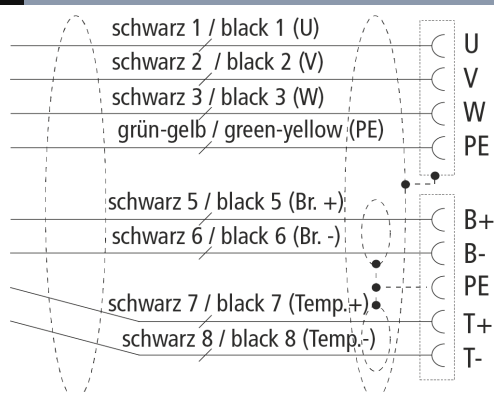 schwarz 1 / black 1 (U) U
schwarz 2 / black 2 (V) V
schwarz 3 / black 3 (W) W
grün-gelb / green-yellow (PE) PE
schwarz 5 / black 5 (Br. +) B+
schwarz 6 / black 6 (Br. -) B-
PE
schwarz 7 / black 7 (Temp.+) T+
schwarz 8 / black 8 (Temp.-) T-